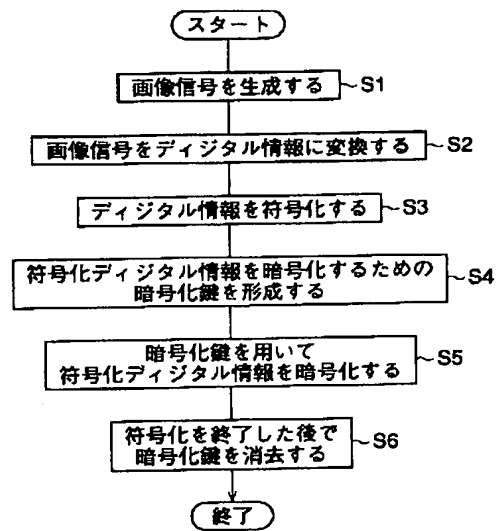 スタート
画像信号を生成する
S1
画像信号をディジタル情報に変換する
S2
ディジタル情報を符号化する
S3
符号化ディジタル情報を暗号化するための
暗号化鍵を形成する
S4
暗号化鍵を用いて
符号化ディジタル情報を暗号化する
S5
符号化を終了した後で
暗号化鍵を消去する
S6
終了